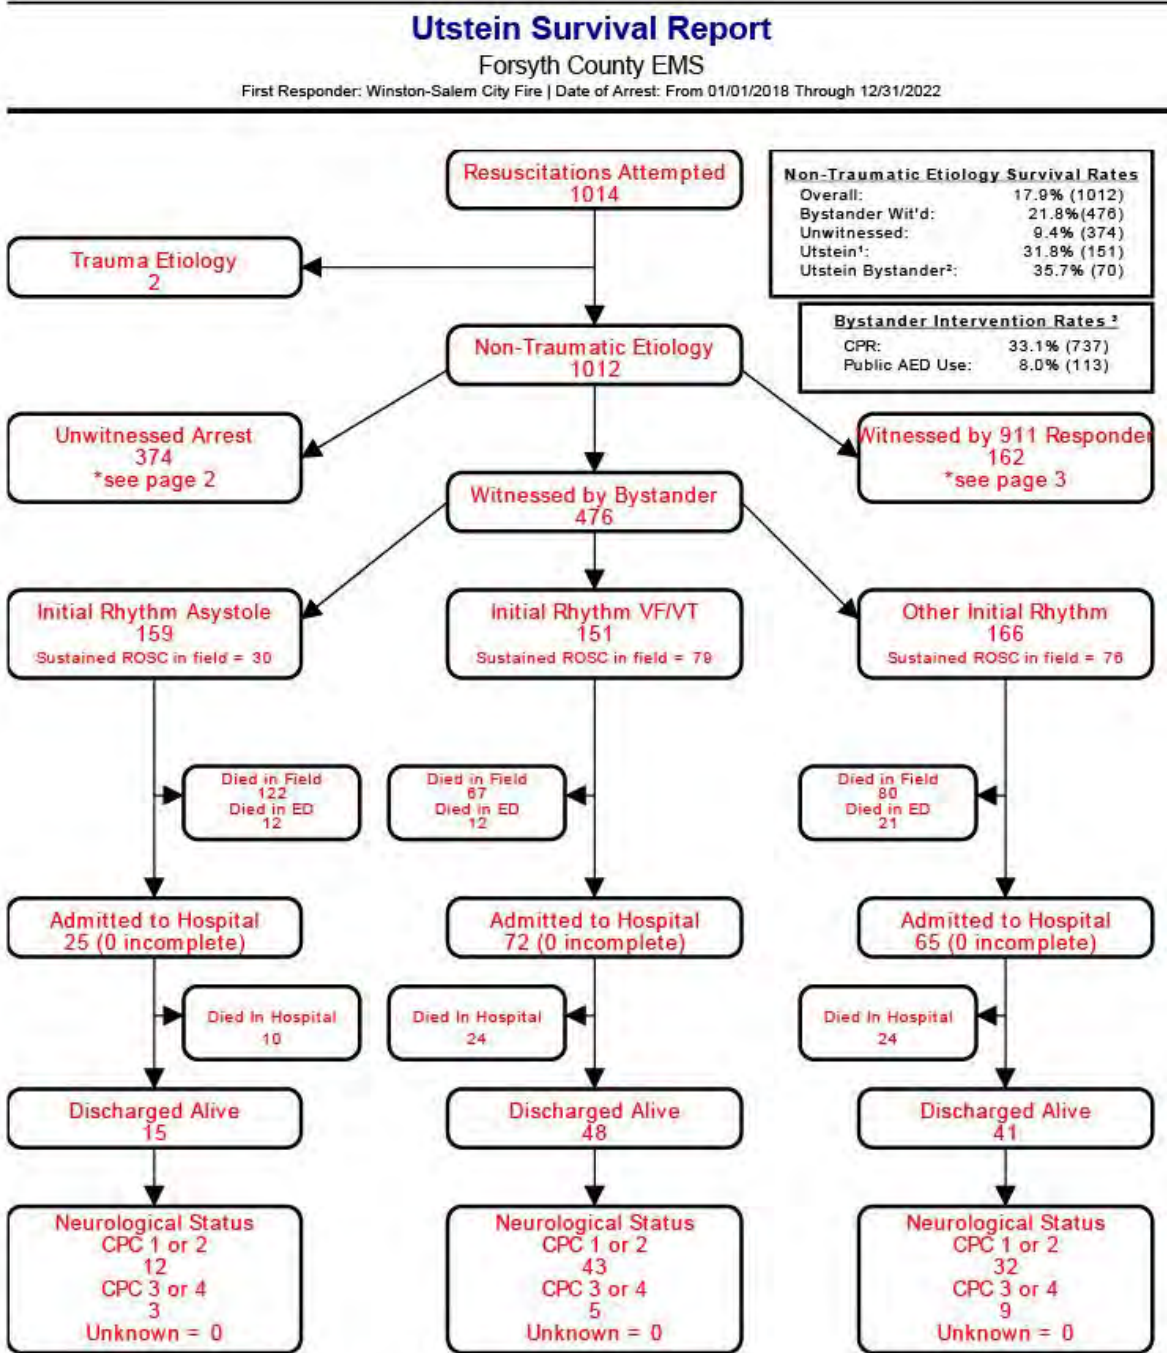 Utstein Survival Report
Forsyth County EMS
First Responder: Winston-Salem City Fire | Date of Arrest: From 01/01/2018 Through 12/31/2022
Resuscitations Attempted
1014
Non-Traumatic Etiology Survival Rates
Overall: 17.9% (1012)
Bystander Wit'd: 21.8%(476)
Unwitnessed: 9.4% (374)
Utstein¹: 31.8% (151)
Utstein Bystander²: 35.7% (70)
Trauma Etiology
2
Bystander Intervention Rates ³
CPR: 33.1% (737)
Public AED Use: 8.0% (113)
Non-Traumatic Etiology
1012
Unwitnessed Arrest
374
*see page 2
Witnessed by 911 Responder
162
*see page 3
Witnessed by Bystander
476
Initial Rhythm Asystole
159
Sustained ROSC in field = 30
Initial Rhythm VF/VT
151
Sustained ROSC in field = 79
Other Initial Rhythm
166
Sustained ROSC in field = 76
Died in Field
122
Died in ED
12
Died in Field
67
Died in ED
12
Died in Field
80
Died in ED
21
Admitted to Hospital
25 (0 incomplete)
Admitted to Hospital
72 (0 incomplete)
Admitted to Hospital
65 (0 incomplete)
Died In Hospital
10
Died In Hospital
24
Died In Hospital
24
Discharged Alive
15
Discharged Alive
48
Discharged Alive
41
Neurological Status
CPC 1 or 2
12
CPC 3 or 4
3
Unknown = 0
Neurological Status
CPC 1 or 2
43
CPC 3 or 4
5
Unknown = 0
Neurological Status
CPC 1 or 2
32
CPC 3 or 4
9
Unknown = 0